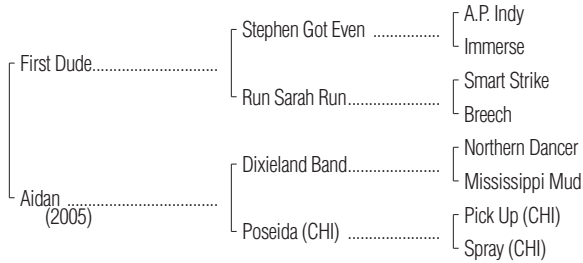 A.P. Indy
Stephen Got Even ..................
Immerse
First Dude..................................
Smart Strike
Run Sarah Run.........................
Breech
Northern Dancer
Dixieland Band.........................
Mississippi Mud
Aidan ........................................
(2005)
Pick Up (CHI)
Poseida (CHI) .........................
Spray (CHI)